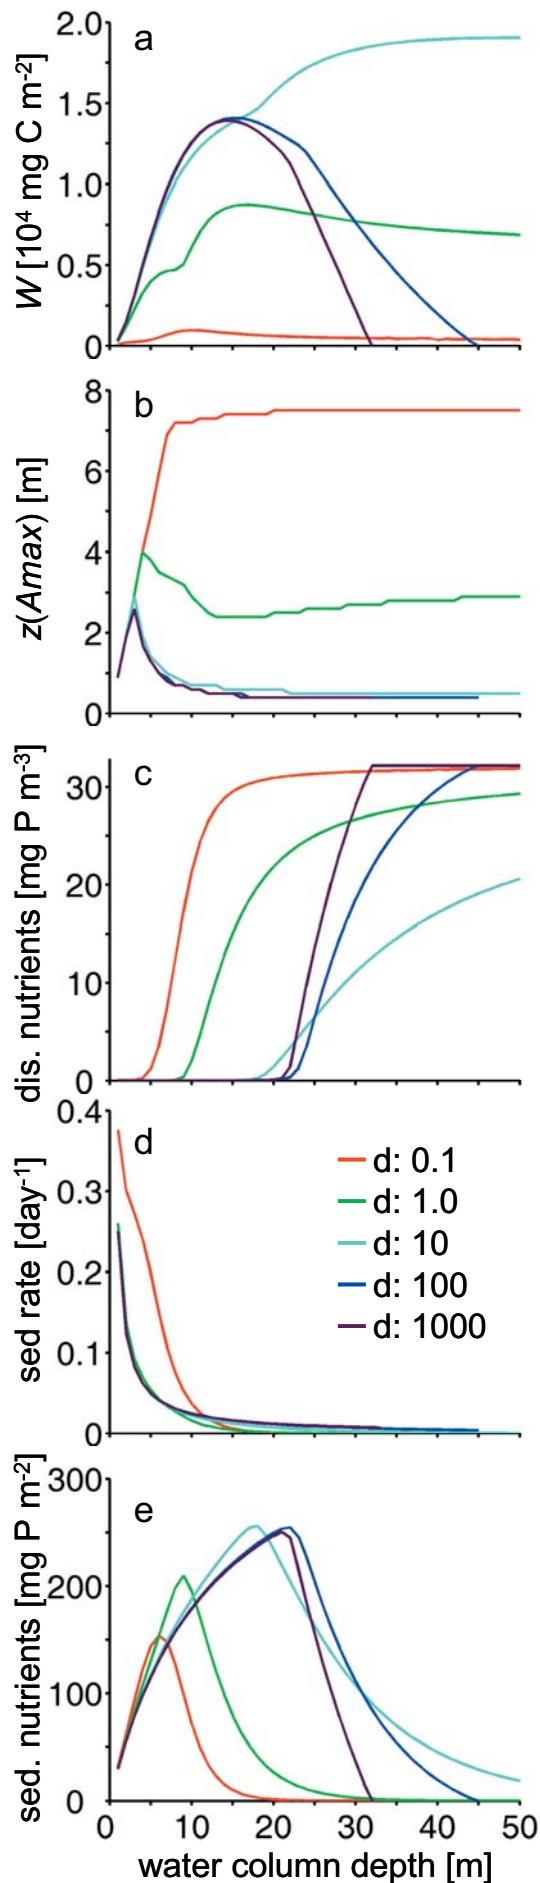 a
W [10⁴ mg C m⁻²]
2.0
1.5
1.0
0.5
0
b
z(Amax) [m]
8
6
4
2
0
c
dis. nutrients [mg P m⁻³]
30
20
10
0
d
sed rate [day⁻¹]
0.4
0.3
0.2
0.1
0
d: 0.1
d: 1.0
d: 10
d: 100
d: 1000
e
sed. nutrients [mg P m⁻²]
300
200
100
0
0 10 20 30 40 50
water column depth [m]